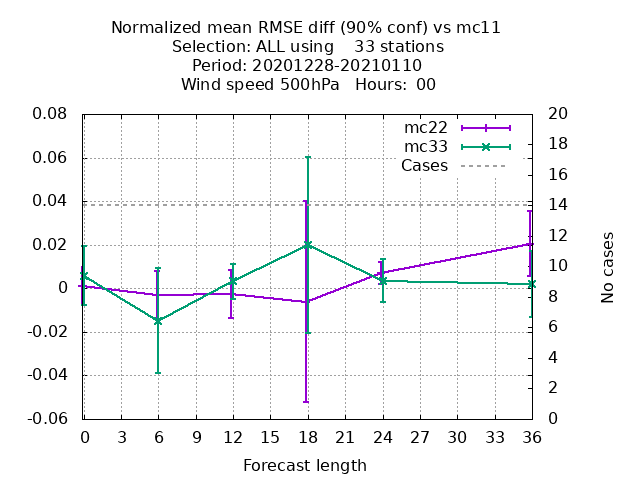 Normalized mean RMSE diff (90% conf) vs mc11
Selection: ALL using    33 stations
Period: 20201228-20210110
Wind speed 500hPa   Hours: 00
mc22
mc33
Cases
0.08
0.06
0.04
0.02
0
-0.02
-0.04
-0.06
20
18
16
14
12
10
8
6
4
2
0
No cases
0 3 6 9 12 15 18 21 24 27 30 33 36
Forecast length